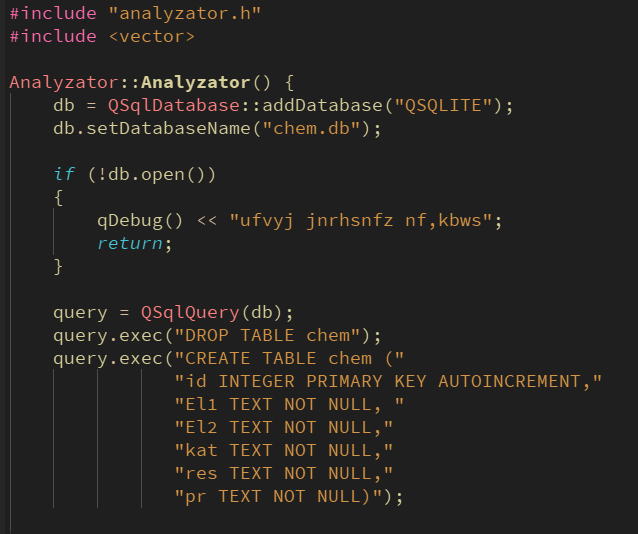 #include "analyzator.h"
#include <vector>
Analyzator::Analyzator() {
db = QSqlDatabase::addDatabase("QSQLITE");
db.setDatabaseName("chem.db");
if (!db.open())
{
qDebug() << "ufvyj jnrhsnfz nf,kbws";
return;
}
query = QSqlQuery(db);
query.exec("DROP TABLE chem");
query.exec("CREATE TABLE chem ("
"id INTEGER PRIMARY KEY AUTOINCREMENT,"
"El1 TEXT NOT NULL, "
"El2 TEXT NOT NULL,"
"kat TEXT NOT NULL,"
"res TEXT NOT NULL,"
"pr TEXT NOT NULL)");